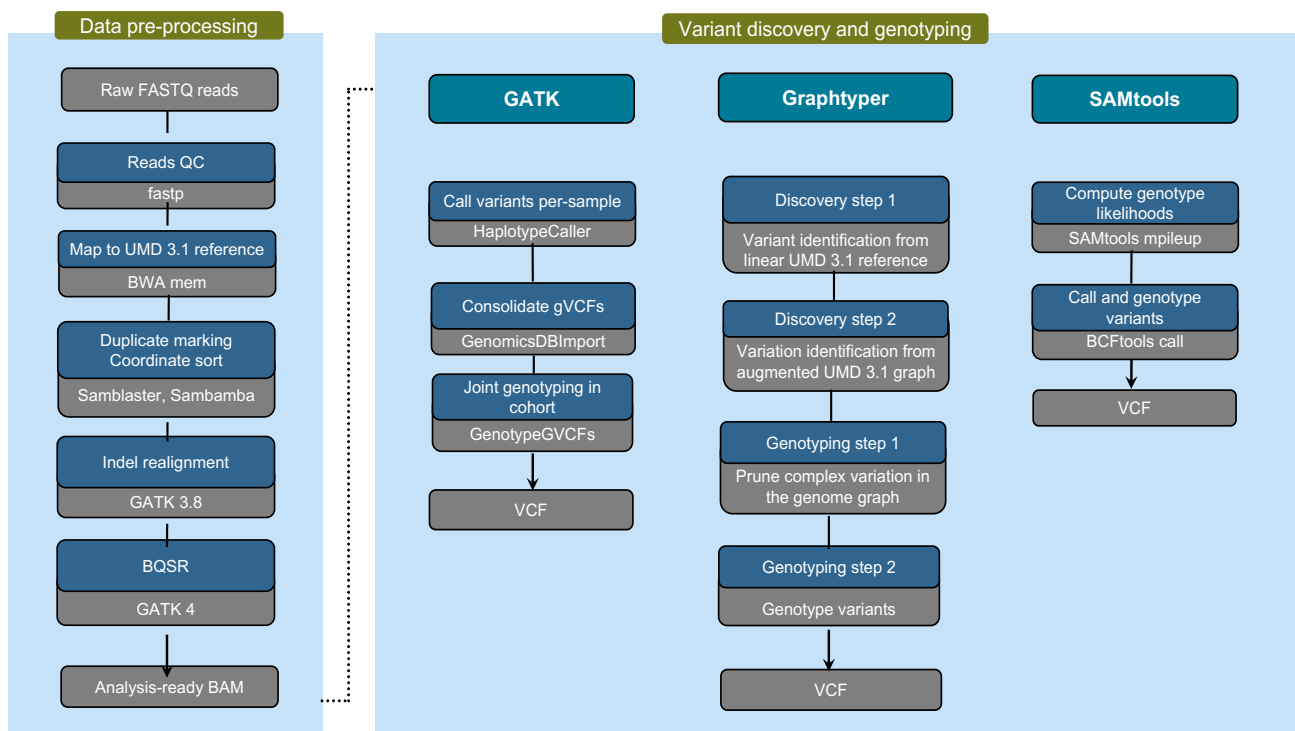 Data pre-processing
Raw FASTQ reads
Reads QC
fastp
Map to UMD 3.1 reference
BWA mem
Duplicate marking
Coordinate sort
Samblaster, Sambamba
Indel realignment
GATK 3.8
BQSR
GATK 4
Analysis-ready BAM
Variant discovery and genotyping
GATK
Call variants per-sample
HaplotypeCaller
Consolidate gVCFs
GenomicsDBImport
Joint genotyping in
cohort
GenotypeGVCFs
VCF
Graphtyper
Discovery step 1
Variant identification from
linear UMD 3.1 reference
Discovery step 2
Variation identification from
augmented UMD 3.1 graph
Genotyping step 1
Prune complex variation in
the genome graph
Genotyping step 2
Genotype variants
VCF
SAMtools
Compute genotype
likelihoods
SAMtools mpileup
Call and genotype
variants
BCFtools call
VCF